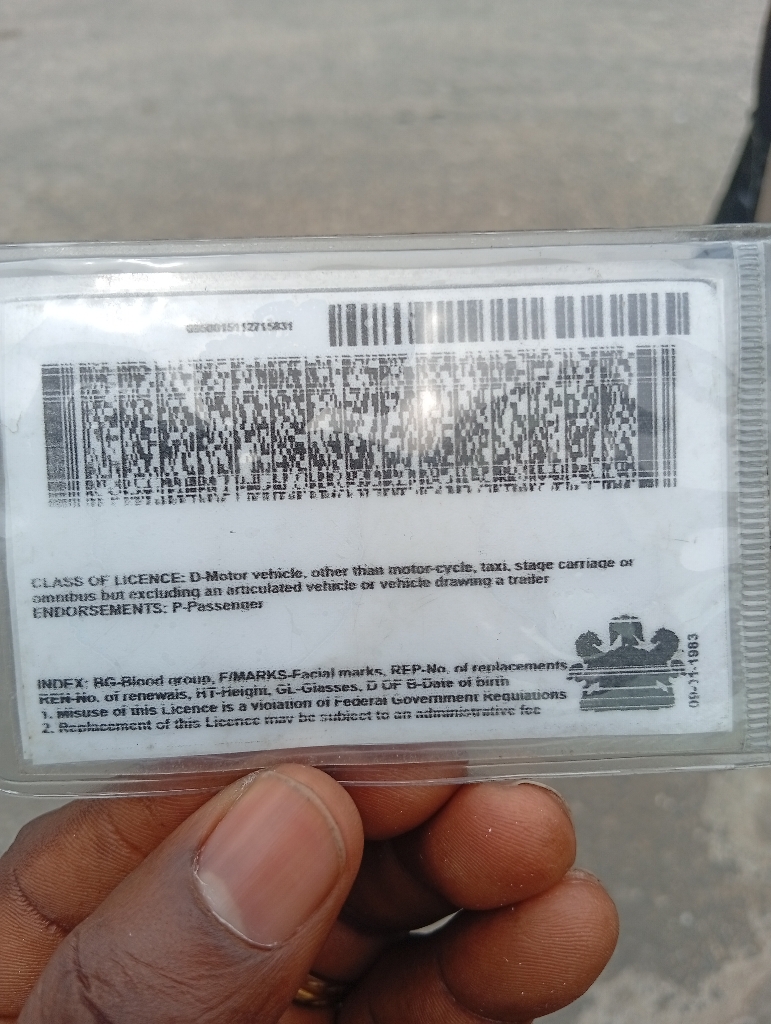 CLASS OF LICENCE: D-Motor vehicle, other than motor-cycle, taxi, stage carriage or
omnibus but excluding an articulated vehicle or vehicle drawing a trailer
ENDORSEMENTS: P-Passenger
INDEX: BG-Blood group, F/MARKS-Facial marks, REP-No. of replacements
REN-No. of renewals, HT-Height, GL-Glasses, D OF B-Date of birth
1. Misuse of this Licence is a violation of Federal Government Regulations
2. Replacement of this Licence may be subject to an administrative fee
09-01-1983